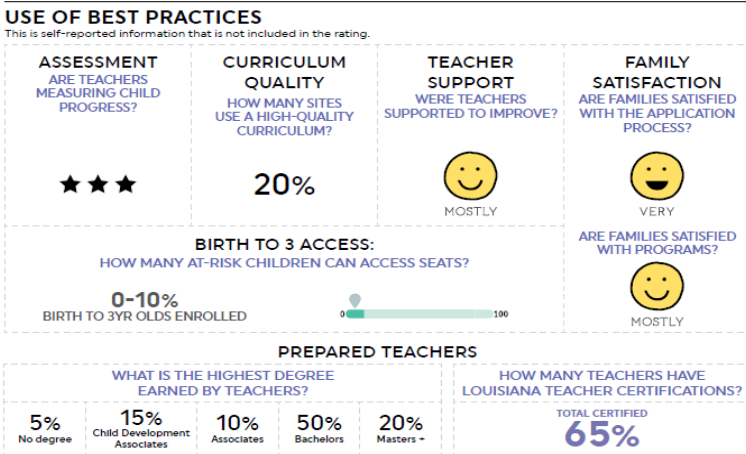 USE OF BEST PRACTICES
This is self-reported information that is not included in the rating.
ASSESSMENT
ARE TEACHERS
MEASURING CHILD
PROGRESS?
CURRICULUM
QUALITY
HOW MANY SITES
USE A HIGH-QUALITY
CURRICULUM?
20%
TEACHER
SUPPORT
WERE TEACHERS
SUPPORTED TO IMPROVE?
MOSTLY
FAMILY
SATISFACTION
ARE FAMILIES SATISFIED
WITH THE APPLICATION
PROCESS?
VERY
ARE FAMILIES SATISFIED
WITH PROGRAMS?
MOSTLY
BIRTH TO 3 ACCESS:
HOW MANY AT-RISK CHILDREN CAN ACCESS SEATS?
0-10%
BIRTH TO 3YR OLDS ENROLLED
0
100
PREPARED TEACHERS
WHAT IS THE HIGHEST DEGREE
EARNED BY TEACHERS?
5%
No degree
15%
Child Development
Associates
10%
Associates
50%
Bachelors
20%
Masters +
HOW MANY TEACHERS HAVE
LOUISIANA TEACHER CERTIFICATIONS?
TOTAL CERTIFIED
65%